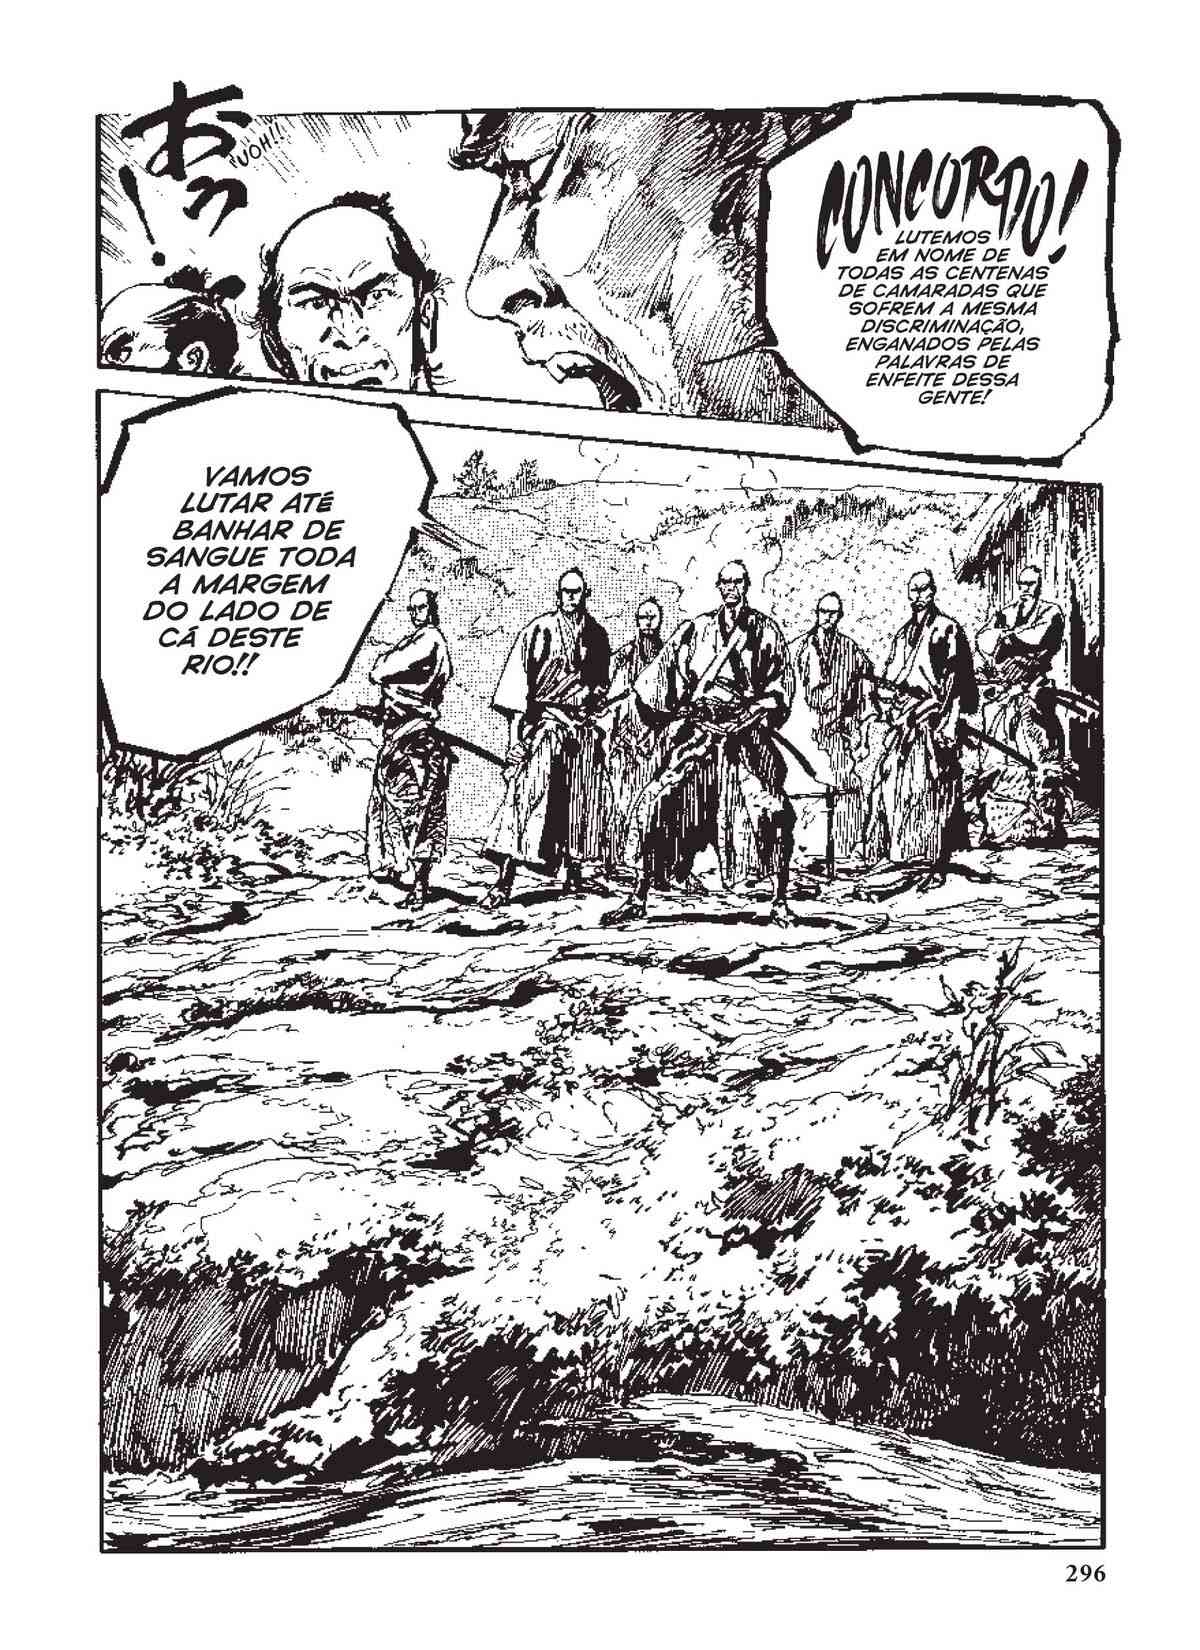 おっ!
UOH!!
CONCORDO!
LUTEMOS
EM NOME DE
TODAS AS CENTENAS
DE CAMARADAS QUE
SOFREM A MESMA
DISCRIMINAÇÃO,
ENGANADOS PELAS
PALAVRAS DE
ENFEITE DESSA
GENTE!
VAMOS
LUTAR ATÉ
BANHAR DE
SANGUE TODA
A MARGEM
DO LADO DE
CÁ DESTE
RIO!!
296